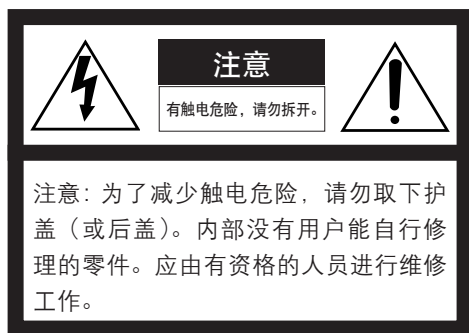 注意
有触电危险，请勿拆开。
注意: 为了减少触电危险，请勿取下护
盖（或后盖）。内部没有用户能自行修
理的零件。应由有资格的人员进行维修
工作。